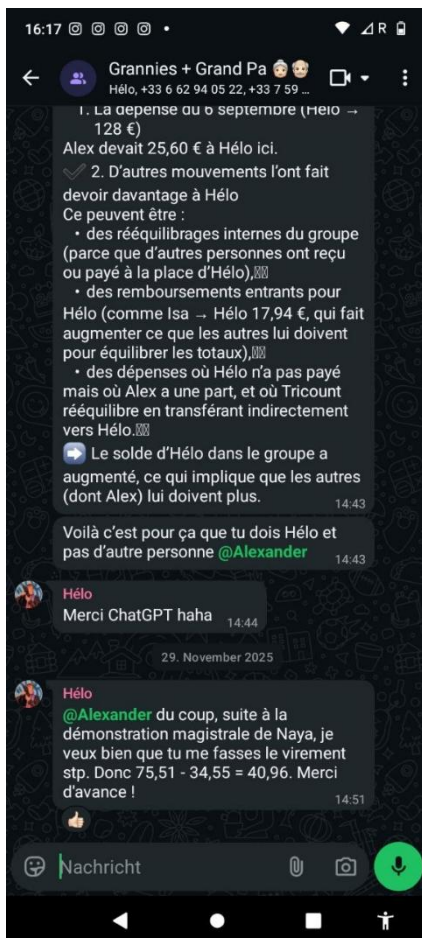 16:17
R
Grannies + Grand Pa
Hélo, +33 6 62 94 05 22, +33 7 59 ...
1. La dépense du 6 septembre (Hélo →
128 €)
Alex devait 25,60 € à Hélo ici.
2. D'autres mouvements l'ont fait
devoir davantage à Hélo
Ce peuvent être :
• des rééquilibrages internes du groupe
(parce que d'autres personnes ont reçu
ou payé à la place d'Hélo),
• des remboursements entrants pour
Hélo (comme Isa → Hélo 17,94 €, qui fait
augmenter ce que les autres lui doivent
pour équilibrer les totaux),
• des dépenses où Hélo n'a pas payé
mais où Alex a une part, et où Tricount
rééquilibre en transférant indirectement
vers Hélo.
Le solde d'Hélo dans le groupe a
augmenté, ce qui implique que les autres
(dont Alex) lui doivent plus.
14:43
Voilà c'est pour ça que tu dois Hélo et
pas d'autre personne @Alexander
14:43
Hélo
Merci ChatGPT haha
14:44
29. November 2025
Hélo
@Alexander du coup, suite à la
démonstration magistrale de Naya, je
veux bien que tu me fasses le virement
stp. Donc 75,51 - 34,55 = 40,96. Merci
d'avance !
14:51
Nachricht